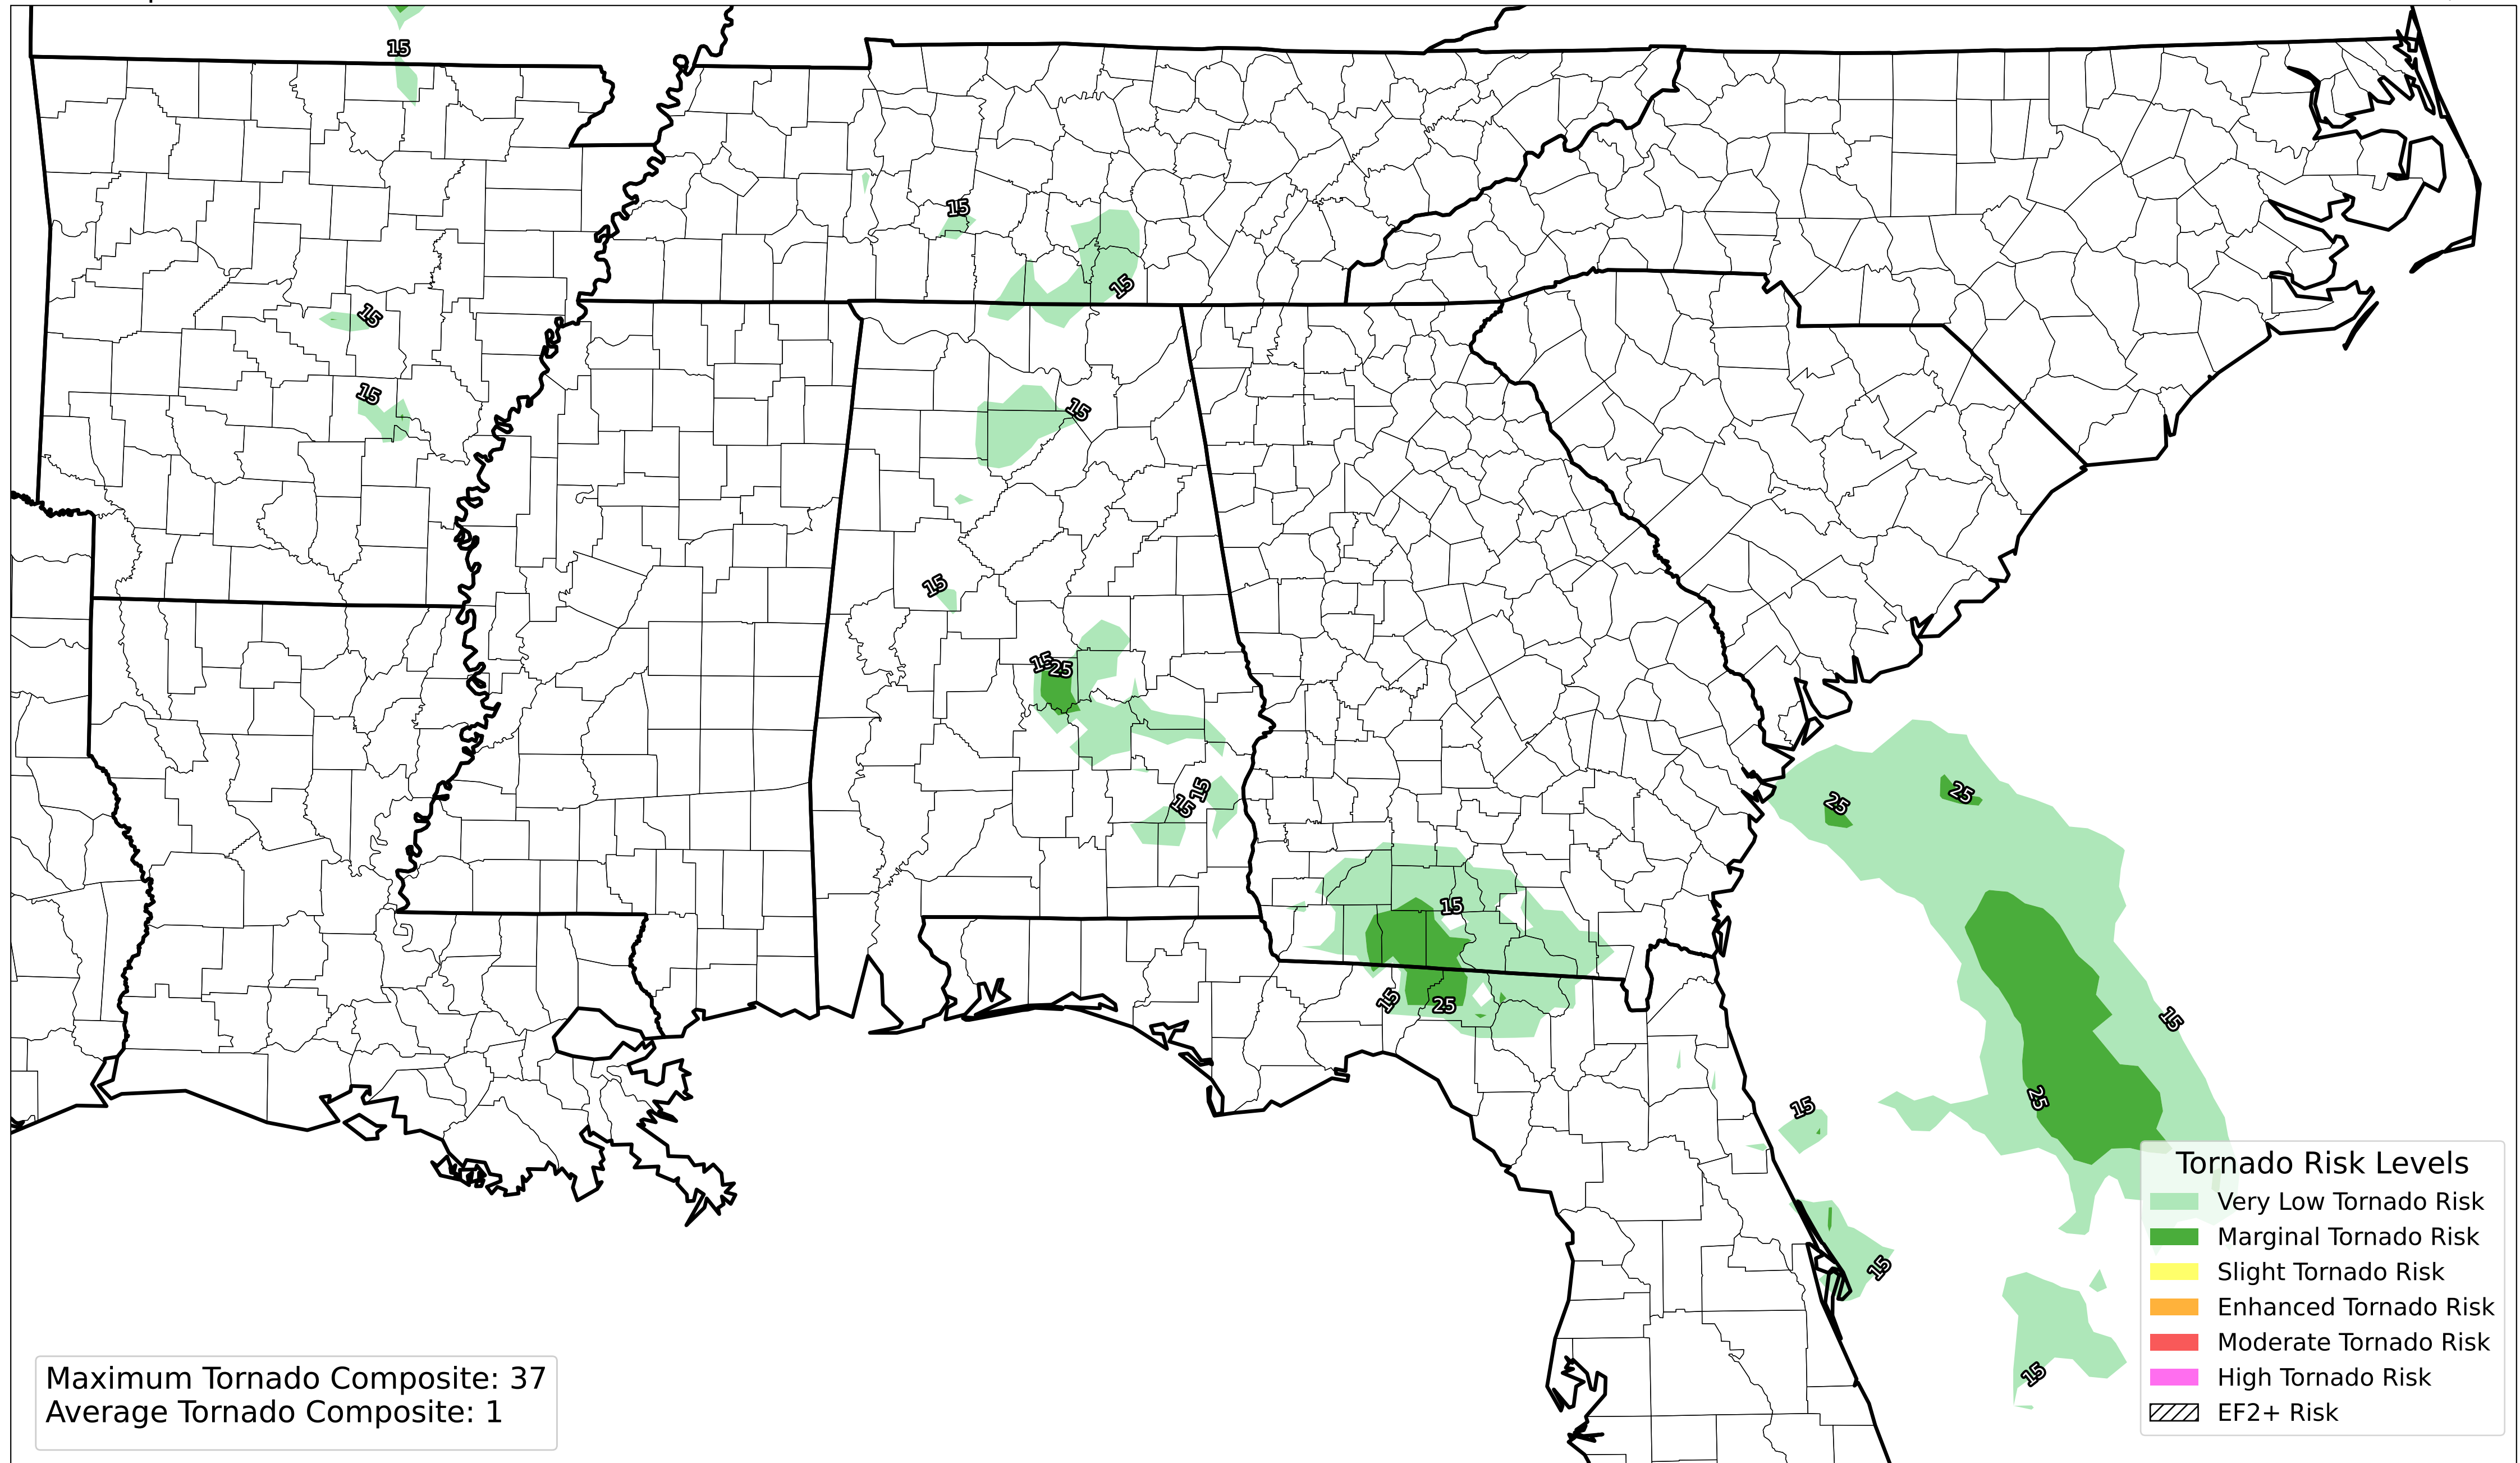 15
15
15
15
15
15
15
15
25
15
15
25
25
15
15
25
15
25
15
15
15
Tornado Risk Levels
Very Low Tornado Risk
Marginal Tornado Risk
Slight Tornado Risk
Enhanced Tornado Risk
Moderate Tornado Risk
High Tornado Risk
EF2+ Risk
Maximum Tornado Composite: 37
Average Tornado Composite: 1